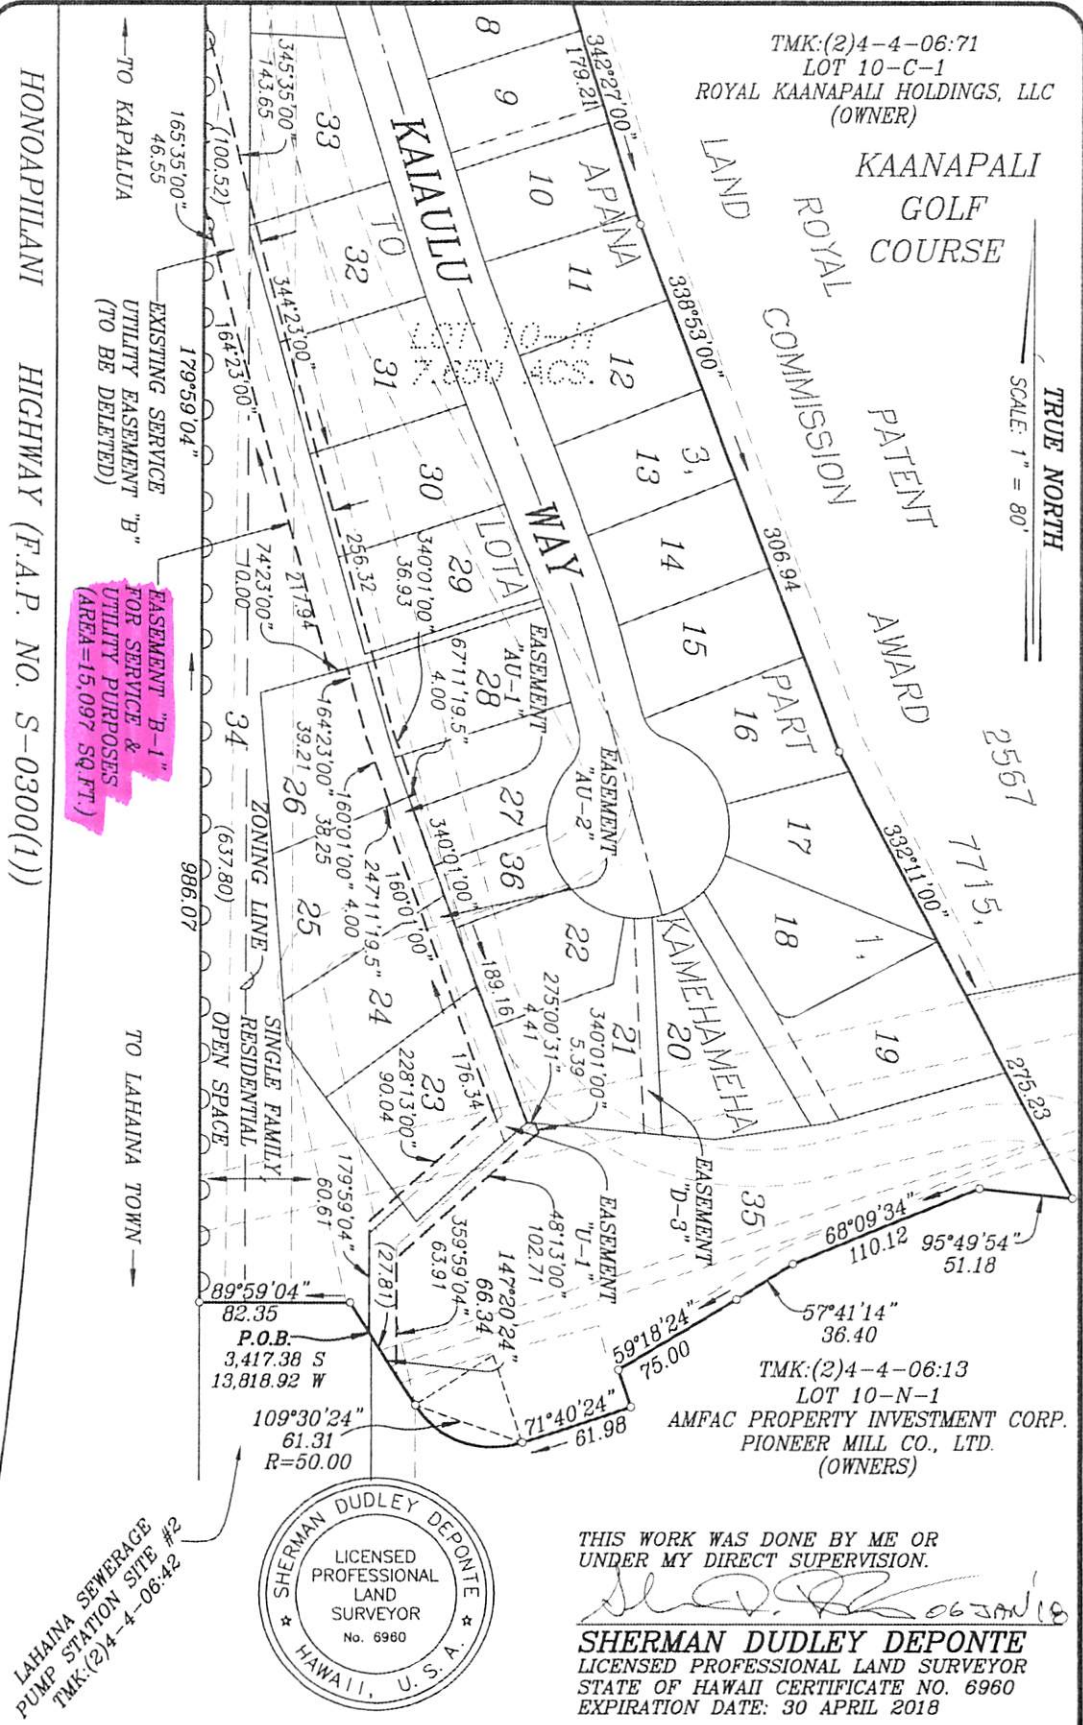 TMK:(2)4-4-06:71
LOT 10-C-1
ROYAL KAANAPALI HOLDINGS, LLC
(OWNER)
KAANAPALI
GOLF
COURSE
TRUE NORTH
SCALE: 1" = 80'
LAND
COMMISSION
AWARD
7715,
ROYAL
PATENT
2567
APANA
3,
PART
1,
TO
LOTA
KAMEHAMEHA
LOT 10-H
7.650 ACS.
KAIAULU
WAY
8
9
10
11
12
13
14
15
16
17
18
19
20
21
22
23
24
25
26
27
28
29
30
31
32
33
34
35
36
342°27'00"
179.21
338°53'00"
306.94
332°11'00"
275.23
95°49'54"
51.18
68°09'34"
110.12
57°41'14"
36.40
59°18'24"
75.00
71°40'24"
61.98
109°30'24"
61.31
R=50.00
147°20'24"
66.34
359°59'04"
63.91
(27.81)
48°13'00"
102.71
179°59'04"
60.61
228°13'00"
90.04
176.34
275°00'31"
4.41
340°01'00"
5.39
340°01'00"
189.16
160°01'00"
247°11'19.5"
4.00
160°01'00"
38.25
164°23'00"
39.21
67°11'19.5"
4.00
340°01'00"
36.93
256.32
344°23'00"
217.94
74°23'00"
10.00
164°23'00"
345°35'00"
143.65
(100.52)
165°35'00"
46.55
179°59'04"
986.07
(637.80)
89°59'04"
82.35
P.O.B.
3,417.38 S
13,818.92 W
EASEMENT
"AU-1"
EASEMENT
"AU-2"
EASEMENT
"D-3"
EASEMENT
"U-1"
ZONING LINE
SINGLE FAMILY
RESIDENTIAL
OPEN SPACE
EXISTING SERVICE
UTILITY EASEMENT "B"
(TO BE DELETED)
EASEMENT "B-1"
FOR SERVICE &
UTILITY PURPOSES
(AREA=15,097 SQ.FT.)
TO KAPALUA
TO LAHAINA TOWN
HONOAPIILANI HIGHWAY (F.A.P. NO. S-0300(1))
TMK:(2)4-4-06:13
LOT 10-N-1
AMFAC PROPERTY INVESTMENT CORP.
PIONEER MILL CO., LTD.
(OWNERS)
LAHAINA SEWERAGE
PUMP STATION SITE #2
TMK:(2)4-4-06:42
SHERMAN DUDLEY DEPONTE
LICENSED
PROFESSIONAL
LAND
SURVEYOR
No. 6960
HAWAII, U.S.A.
THIS WORK WAS DONE BY ME OR
UNDER MY DIRECT SUPERVISION.
06 JAN'18
SHERMAN DUDLEY DEPONTE
LICENSED PROFESSIONAL LAND SURVEYOR
STATE OF HAWAII CERTIFICATE NO. 6960
EXPIRATION DATE: 30 APRIL 2018